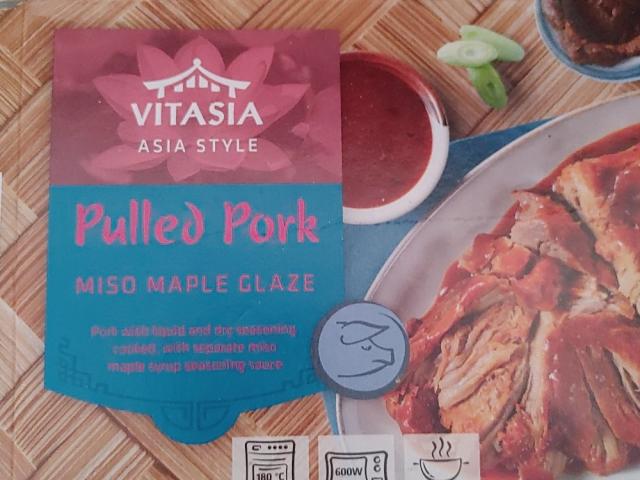 VITASIA
ASIA STYLE
Pulled Pork
MISO MAPLE GLAZE
Pork with liquid and dry seasoning
cooked, with separate miso
maple syrup seasoning sauce
180 °C
600W